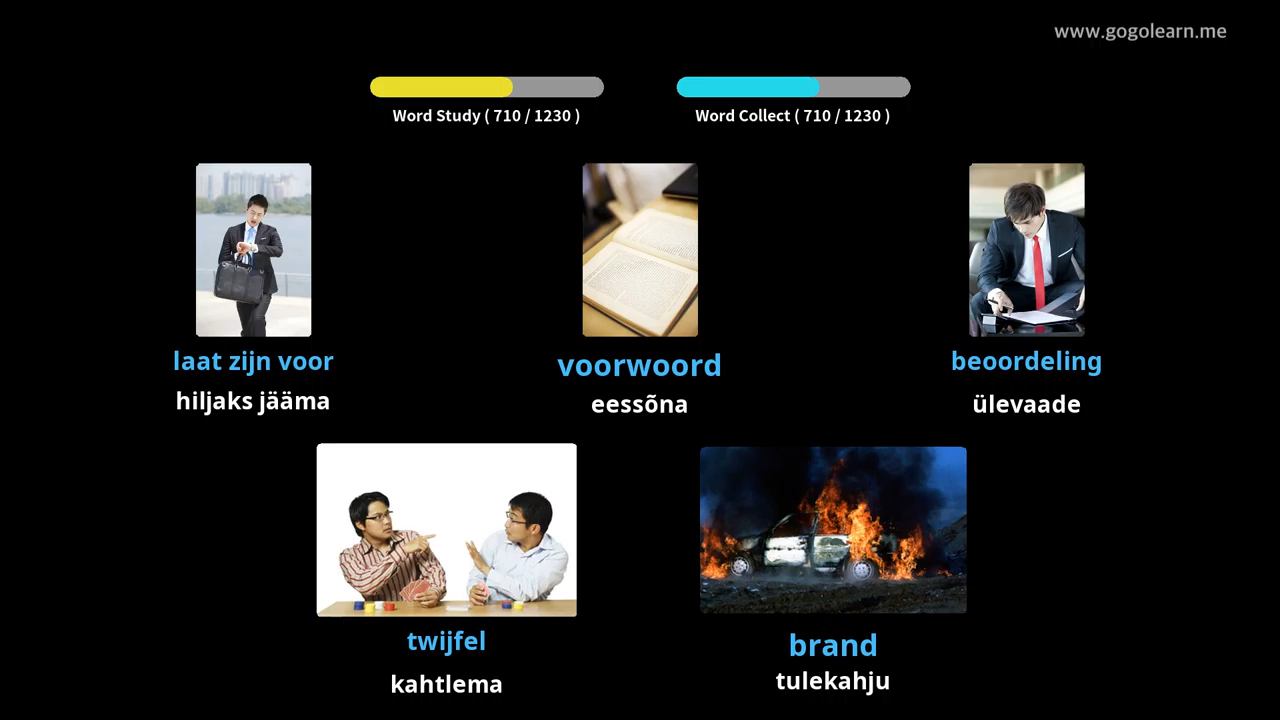 www.gogolearn.me
Word Study ( 710 / 1230 )
Word Collect ( 710 / 1230 )
laat zijn voor
hiljaks jääma
voorwoord
eessõna
beoordeling
ülevaade
twijfel
kahtlema
brand
tulekahju